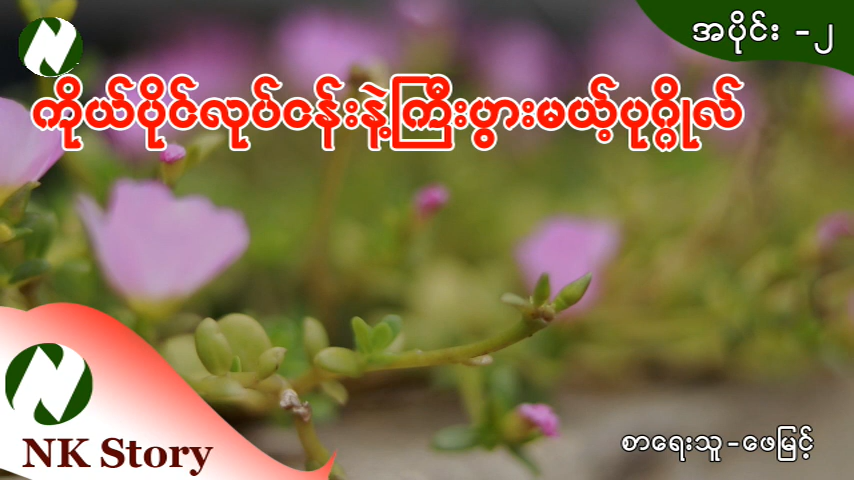 အပိုင်း -၂
ကိုယ်ပိုင်လုပ်ငန်းနဲ့ကြီးပွားမယ့်ပုဂ္ဂိုလ်
NK Story
စာရေးသူ-ဖေမြင့်